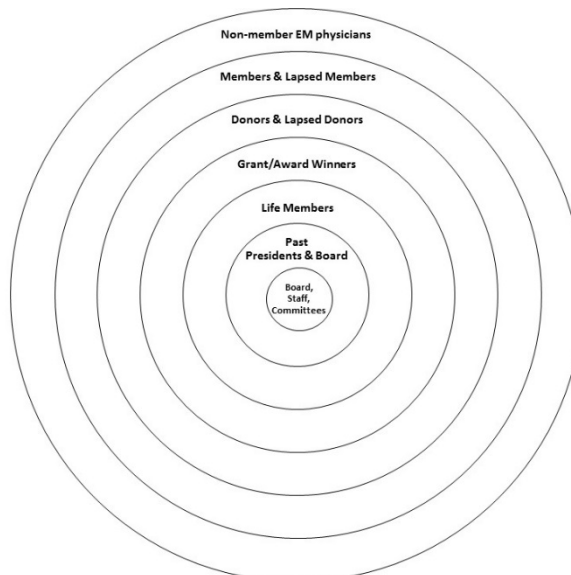 Non-member EM physicians
Members & Lapsed Members
Donors & Lapsed Donors
Grant/Award Winners
Life Members
Past
Presidents & Board
Board,
Staff,
Committees